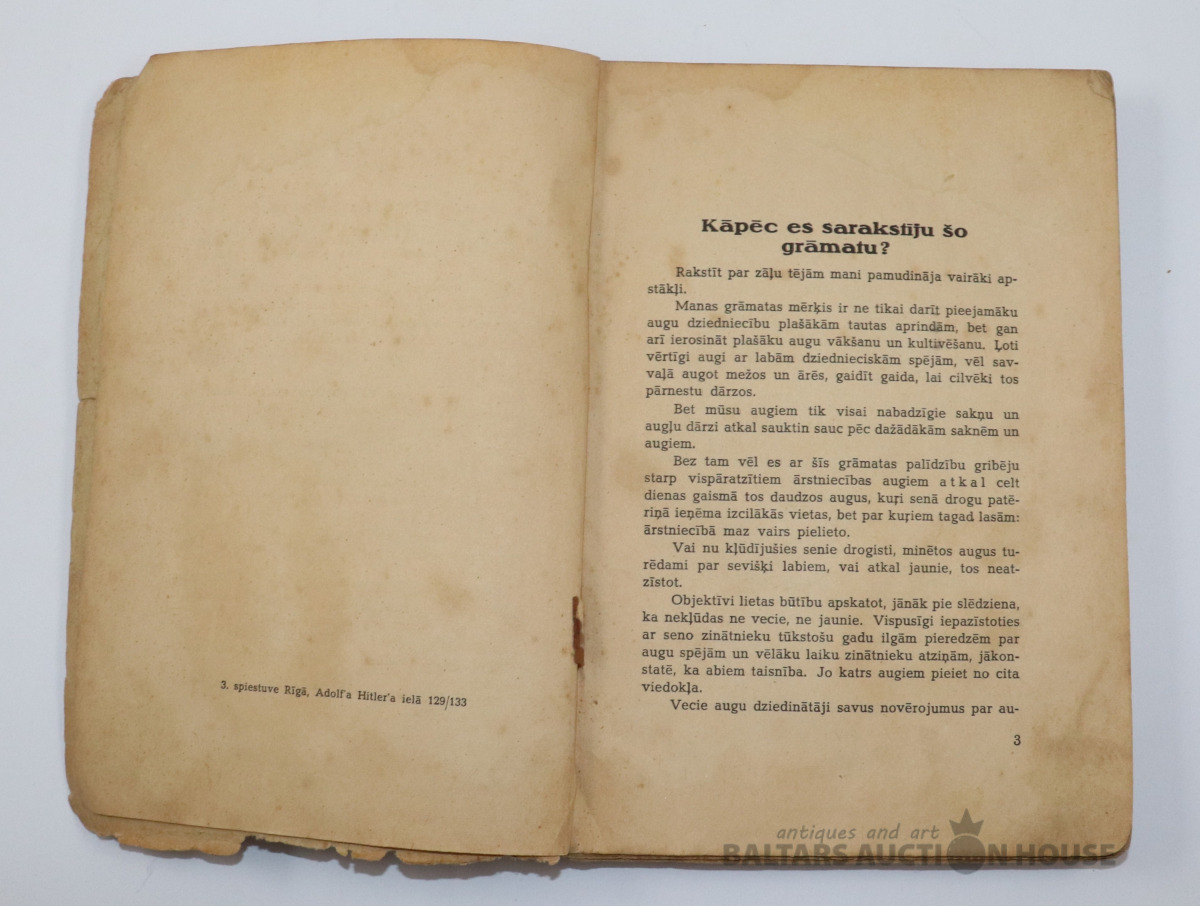 3. spiestuve Rīgā, Adolf'a Hitler'a ielā 129/133
Kāpēc es sarakstīju šo
grāmatu?
Rakstīt par zāļu tējām mani pamudināja vairāki ap-
stākļi.
Manas grāmatas mērķis ir ne tikai darīt pieejamāku
augu dziedniecību plašākām tautas aprindām, bet gan
arī ierosināt plašāku augu vākšanu un kultivēšanu. Ļoti
vērtīgi augi ar labām dziednieciskām spējām, vēl sav-
vaļā augot mežos un ārēs, gaidīt gaida, lai cilvēki tos
pārnestu dārzos.
Bet mūsu augiem tik visai nabadzīgie sakņu un
augļu dārzi atkal sauktin sauc pēc dažādākām saknēm un
augiem.
Bez tam vēl es ar šīs grāmatas palīdzību gribēju
starp vispāratzītiem ārstniecības augiem atkal celt
dienas gaismā tos daudzos augus, kuŗi senā drogu patē-
riņā ieņēma izcilākās vietas, bet par kuŗiem tagad lasām:
ārstniecībā maz vairs pielieto.
Vai nu kļūdījušies senie drogisti, minētos augus tu-
rēdami par sevišķi labiem, vai atkal jaunie, tos neat-
zīstot.
Objektīvi lietas būtību apskatot, jānāk pie slēdziena,
ka nekļūdas ne vecie, ne jaunie. Vispusīgi iepazīstoties
ar seno zinātnieku tūkstošu gadu ilgām pieredzēm par
augu spējām un vēlāku laiku zinātnieku atziņām, jākon-
statē, ka abiem taisnība. Jo katrs augiem pieiet no cita
viedokļa.
Vecie augu dziedinātāji savus novērojumus par au-
3
antiques and art
BALTARS AUCTION HOUSE